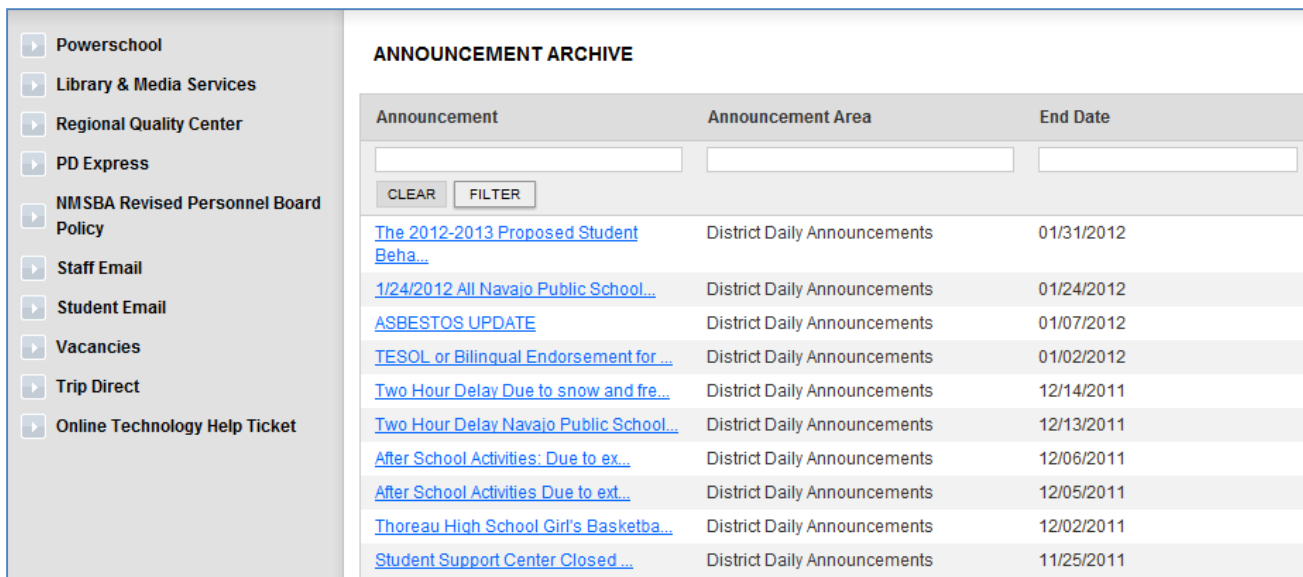 Powerschool
Library & Media Services
Regional Quality Center
PD Express
NMSBA Revised Personnel Board
Policy
Staff Email
Student Email
Vacancies
Trip Direct
Online Technology Help Ticket
ANNOUNCEMENT ARCHIVE
Announcement Announcement Area End Date
CLEAR FILTER
The 2012-2013 Proposed Student District Daily Announcements 01/31/2012
Beha...
1/24/2012 All Navajo Public School... District Daily Announcements 01/24/2012
ASBESTOS UPDATE District Daily Announcements 01/07/2012
TESOL or Bilingual Endorsement for ... District Daily Announcements 01/02/2012
Two Hour Delay Due to snow and fre... District Daily Announcements 12/14/2011
Two Hour Delay Navajo Public School... District Daily Announcements 12/13/2011
After School Activities: Due to ex... District Daily Announcements 12/06/2011
After School Activities Due to ext... District Daily Announcements 12/05/2011
Thoreau High School Girl's Basketba... District Daily Announcements 12/02/2011
Student Support Center Closed ... District Daily Announcements 11/25/2011